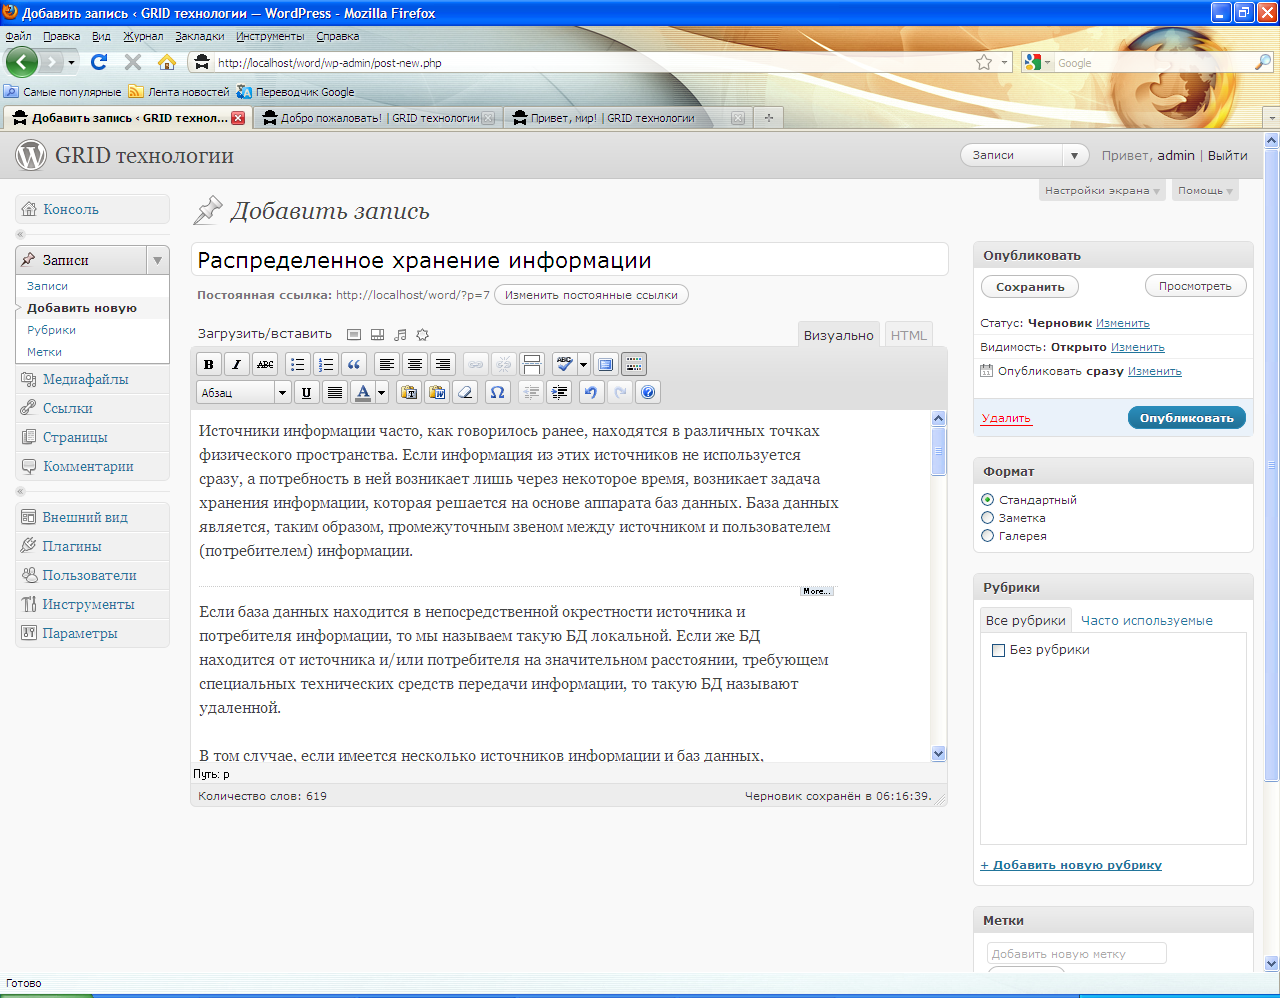 Добавить запись ‹ GRID технологии — WordPress - Mozilla Firefox
Файл Правка Вид Журнал Закладки Инструменты Справка
http://localhost/word/wp-admin/post-new.php
Google
Самые популярные Лента новостей Переводчик Google
Добавить запись ‹ GRID технол...
Добро пожаловать! | GRID технологии
Привет, мир! | GRID технологии
GRID технологии
Записи
Привет, admin | Выйти
Настройки экрана
Помощь
Консоль
Записи
Записи
Добавить новую
Рубрики
Метки
Медиафайлы
Ссылки
Страницы
Комментарии
Внешний вид
Плагины
Пользователи
Инструменты
Параметры
Добавить запись
Распределенное хранение информации
Постоянная ссылка: http://localhost/word/?p=7 Изменить постоянные ссылки
Загрузить/вставить
Визуально HTML
B I ABC ABC
Абзац U A Ω
Источники информации часто, как говорилось ранее, находятся в различных точках
физического пространства. Если информация из этих источников не используется
сразу, а потребность в ней возникает лишь через некоторое время, возникает задача
хранения информации, которая решается на основе аппарата баз данных. База данных
является, таким образом, промежуточным звеном между источником и пользователем
(потребителем) информации.
More...
Если база данных находится в непосредственной окрестности источника и
потребителя информации, то мы называем такую БД локальной. Если же БД
находится от источника и/или потребителя на значительном расстоянии, требующем
специальных технических средств передачи информации, то такую БД называют
удаленной.
В том случае, если имеется несколько источников информации и баз данных,
Путь: p
Количество слов: 619
Черновик сохранён в 06:16:39.
Опубликовать
Сохранить
Просмотреть
Статус: Черновик Изменить
Видимость: Открыто Изменить
Опубликовать сразу Изменить
Удалить
Опубликовать
Формат
Стандартный
Заметка
Галерея
Рубрики
Все рубрики Часто используемые
Без рубрики
+ Добавить новую рубрику
Метки
Добавить новую метку
Готово